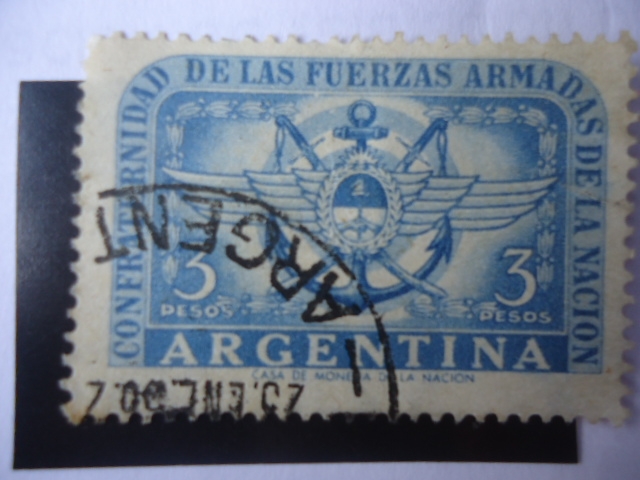 CONFRATERNIDAD DE LAS FUERZAS ARMADAS DE LA NACION
3 3
PESOS PESOS
ARGENTINA
CASA DE MONEDA DE LA NACION
ARGENT
ENE